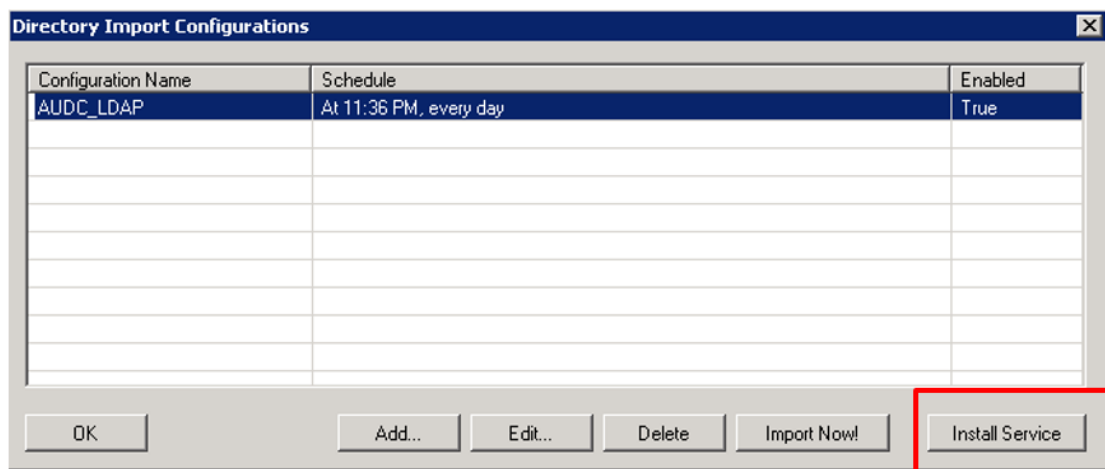 Directory Import Configurations
Configuration Name Schedule Enabled
AUDC_LDAP At 11:36 PM, every day True
OK Add... Edit... Delete Import Now! Install Service